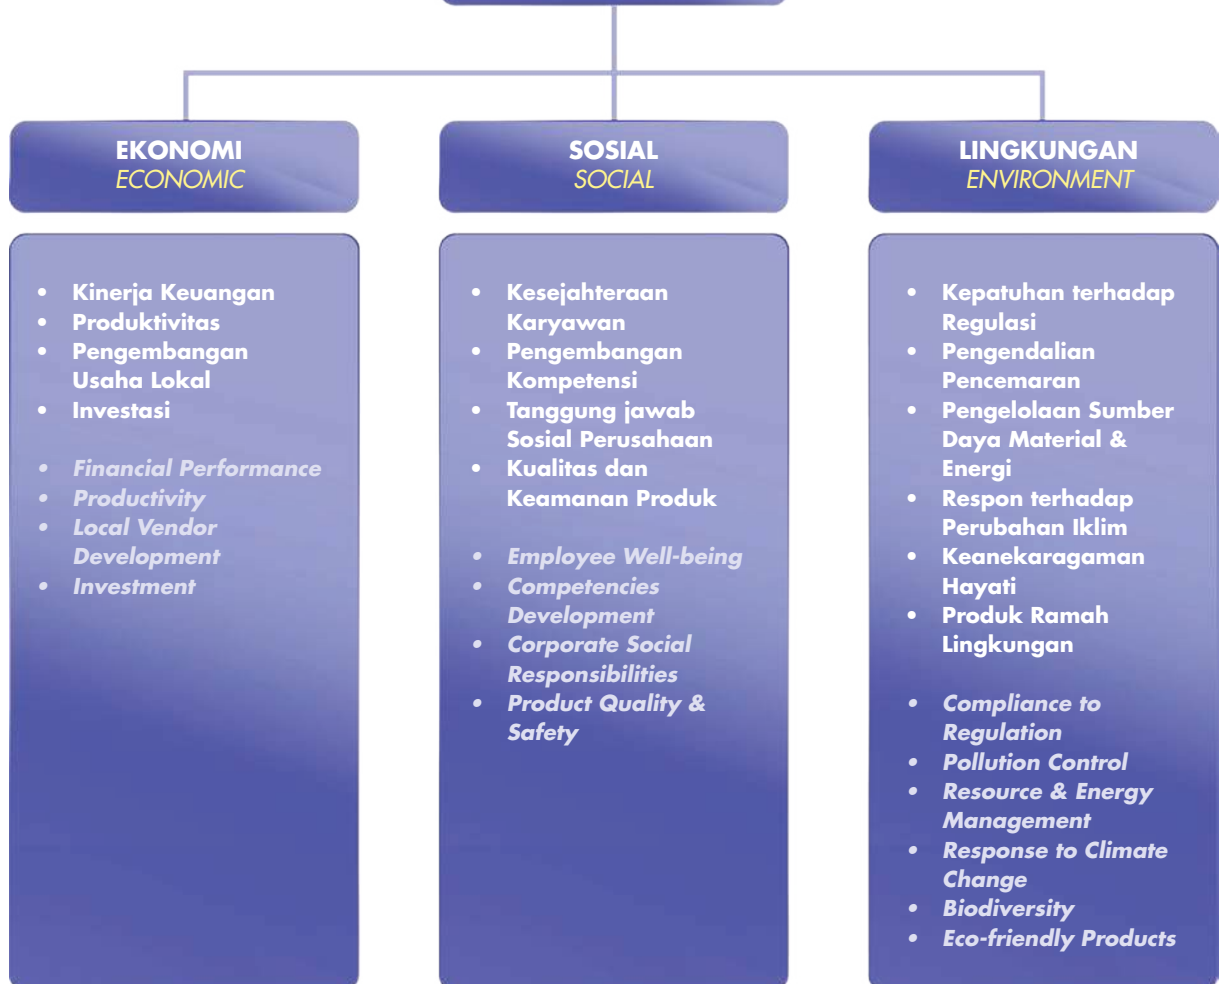 EKONOMI
ECONOMIC
• Kinerja Keuangan
• Produktivitas
• Pengembangan
Usaha Lokal
• Investasi
• Financial Performance
• Productivity
• Local Vendor
Development
• Investment
SOSIAL
SOCIAL
• Kesejahteraan
Karyawan
• Pengembangan
Kompetensi
• Tanggung jawab
Sosial Perusahaan
• Kualitas dan
Keamanan Produk
• Employee Well-being
• Competencies
Development
• Corporate Social
Responsibilities
• Product Quality &
Safety
LINGKUNGAN
ENVIRONMENT
• Kepatuhan terhadap
Regulasi
• Pengendalian
Pencemaran
• Pengelolaan Sumber
Daya Material &
Energi
• Respon terhadap
Perubahan Iklim
• Keanekaragaman
Hayati
• Produk Ramah
Lingkungan
• Compliance to
Regulation
• Pollution Control
• Resource & Energy
Management
• Response to Climate
Change
• Biodiversity
• Eco-friendly Products